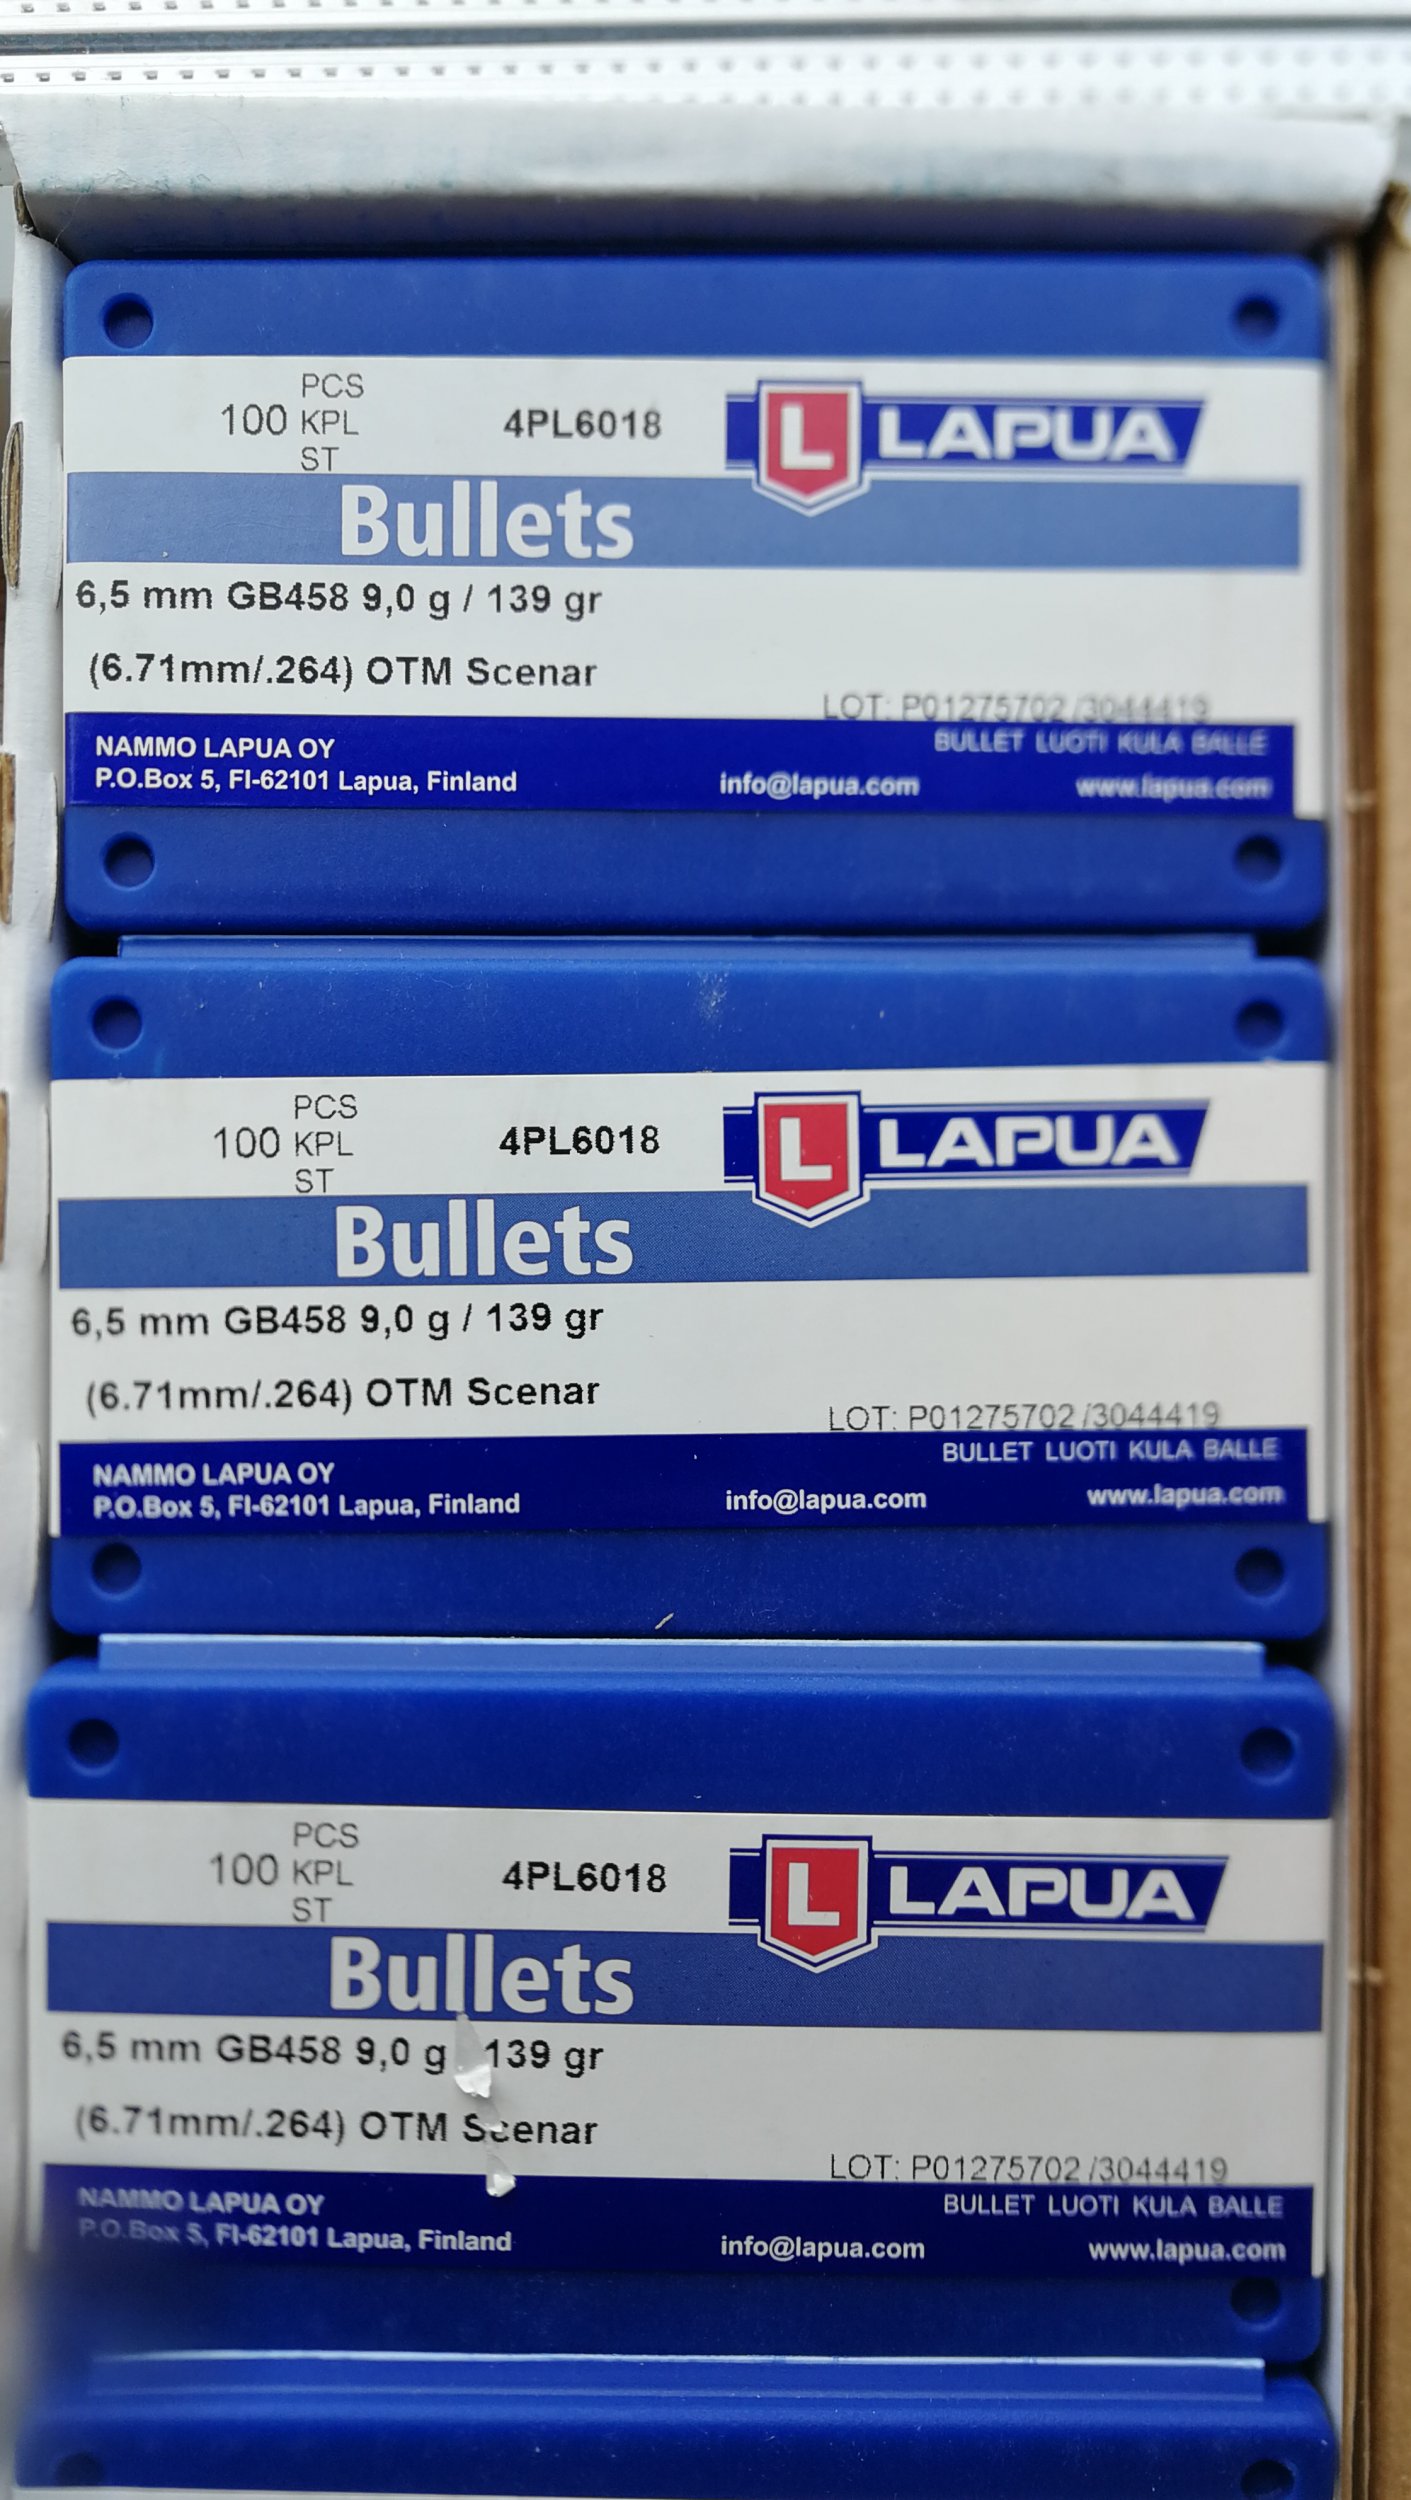 PCS
100 KPL
ST
4PL6018
L LAPUA
Bullets
6,5 mm GB458 9,0 g / 139 gr
(6.71mm/.264) OTM Scenar
LOT: P01275702 /3044419
NAMMO LAPUA OY
BULLET LUOTI KULA BALLE
P.O.Box 5, FI-62101 Lapua, Finland
info@lapua.com
www.lapua.com
PCS
100 KPL
ST
4PL6018
L LAPUA
Bullets
6,5 mm GB458 9,0 g / 139 gr
(6.71mm/.264) OTM Scenar
LOT: P01275702 /3044419
NAMMO LAPUA OY
BULLET LUOTI KULA BALLE
P.O.Box 5, FI-62101 Lapua, Finland
info@lapua.com
www.lapua.com
PCS
100 KPL
ST
4PL6018
L LAPUA
Bullets
6,5 mm GB458 9,0 g 139 gr
(6.71mm/.264) OTM Scenar
LOT: P01275702 /3044419
NAMMO LAPUA OY
BULLET LUOTI KULA BALLE
P.O.Box 5, FI-62101 Lapua, Finland
info@lapua.com
www.lapua.com